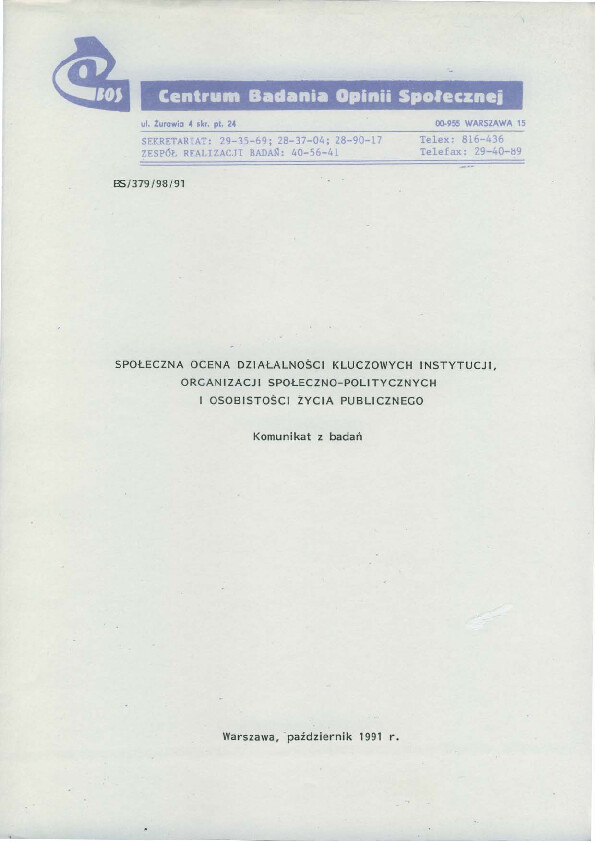 BOS
Centrum Badania Opinii Społecznej
ul. Żurawia 4 skr. pt. 24 00-955 WARSZAWA 15
SEKRETARIAT: 29-35-69; 28-37-04; 28-90-17 Telex: 816-436
ZESPÓŁ REALIZACJI BADAŃ: 40-56-41 Telefax: 29-40-89
BS/379/98/91
SPOŁECZNA OCENA DZIAŁALNOŚCI KLUCZOWYCH INSTYTUCJI,
ORGANIZACJI SPOŁECZNO-POLITYCZNYCH
I OSOBISTOŚCI ŻYCIA PUBLICZNEGO
Komunikat z badań
Warszawa, październik 1991 r.